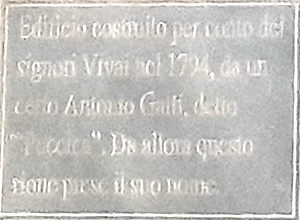 Edificio costruito per conto dei
signori Vivai nel 1794, da un
certo Antonio Gatti, detto
". Da allora questo
rione prese il suo nome.